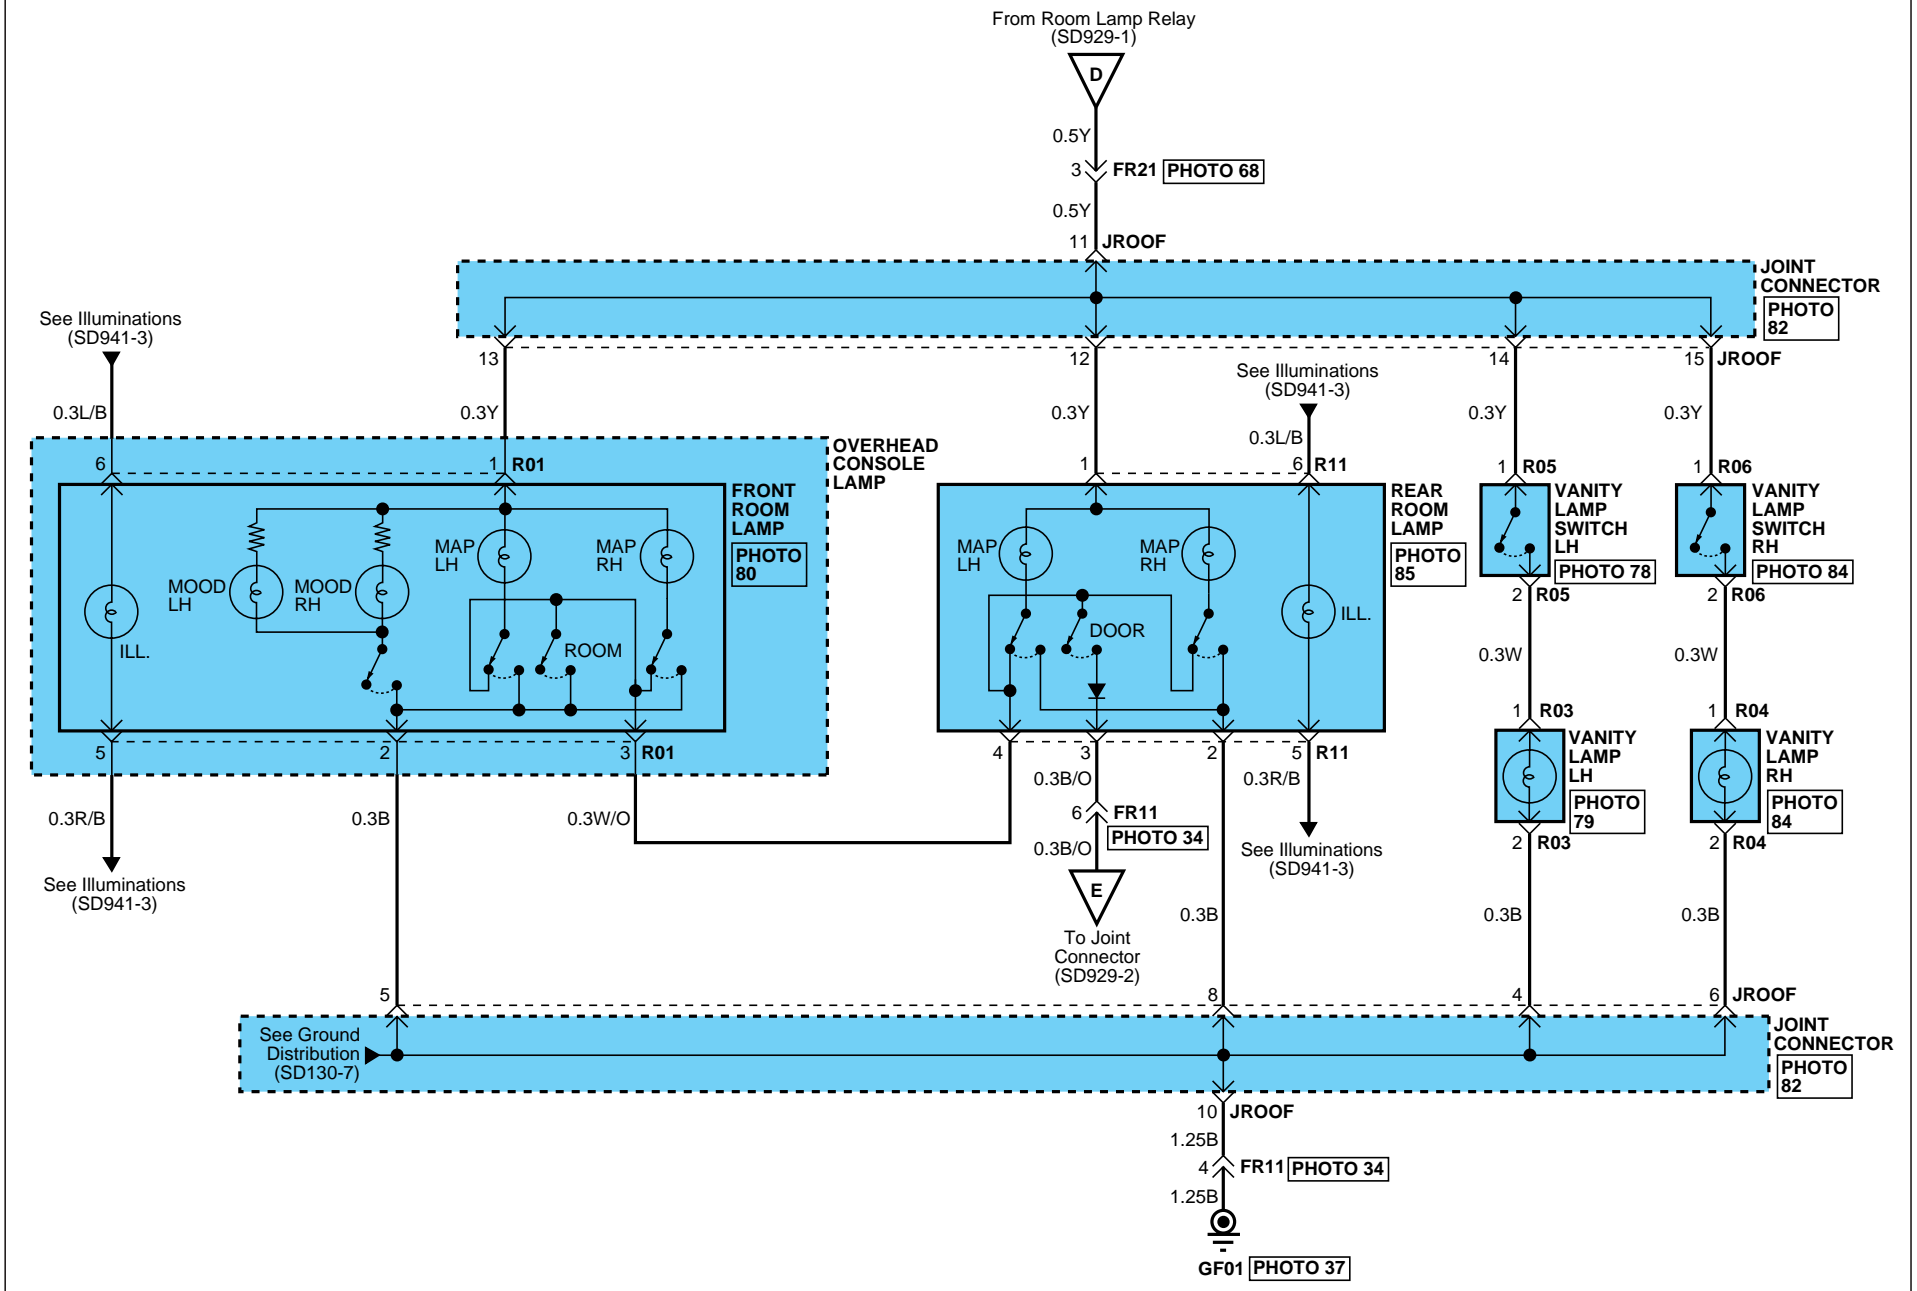 From Room Lamp Relay
(SD929-1)
D
0.5Y
3 FR21 PHOTO 68
0.5Y
11 JROOF
JOINT
CONNECTOR
PHOTO
82
See Illuminations
(SD941-3)
13
12
14
15 JROOF
See Illuminations
(SD941-3)
0.3L/B
0.3Y
0.3Y
0.3L/B
0.3Y
0.3Y
OVERHEAD
CONSOLE
LAMP
6
1 R01
1
6 R11
1 R05
1 R06
FRONT
ROOM
LAMP
PHOTO
80
MOOD
LH
MOOD
RH
MAP
LH
MAP
RH
ILL.
ROOM
REAR
ROOM
LAMP
PHOTO
85
MAP
LH
MAP
RH
DOOR
ILL.
VANITY
LAMP
SWITCH
LH
PHOTO 78
VANITY
LAMP
SWITCH
RH
PHOTO 84
2 R05
2 R06
0.3W
0.3W
1 R03
1 R04
VANITY
LAMP
LH
PHOTO
79
VANITY
LAMP
RH
PHOTO
84
2 R03
2 R04
5
2
3 R01
4
3
2
5 R11
0.3R/B
0.3B
0.3W/O
0.3B/O
0.3R/B
6 FR11
PHOTO 34
0.3B/O
See Illuminations
(SD941-3)
See Illuminations
(SD941-3)
E
To Joint
Connector
(SD929-2)
0.3B
0.3B
0.3B
5
8
4
6 JROOF
See Ground
Distribution
(SD130-7)
JOINT
CONNECTOR
PHOTO
82
10 JROOF
1.25B
4 FR11 PHOTO 34
1.25B
GF01 PHOTO 37